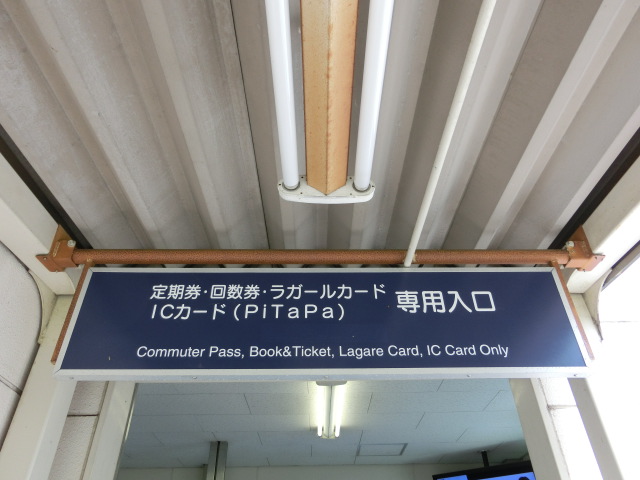 定期券・回数券・ラガールカード 専用入口
ICカード(PiTaPa)
Commuter Pass, Book&Ticket, Lagare Card, IC Card Only